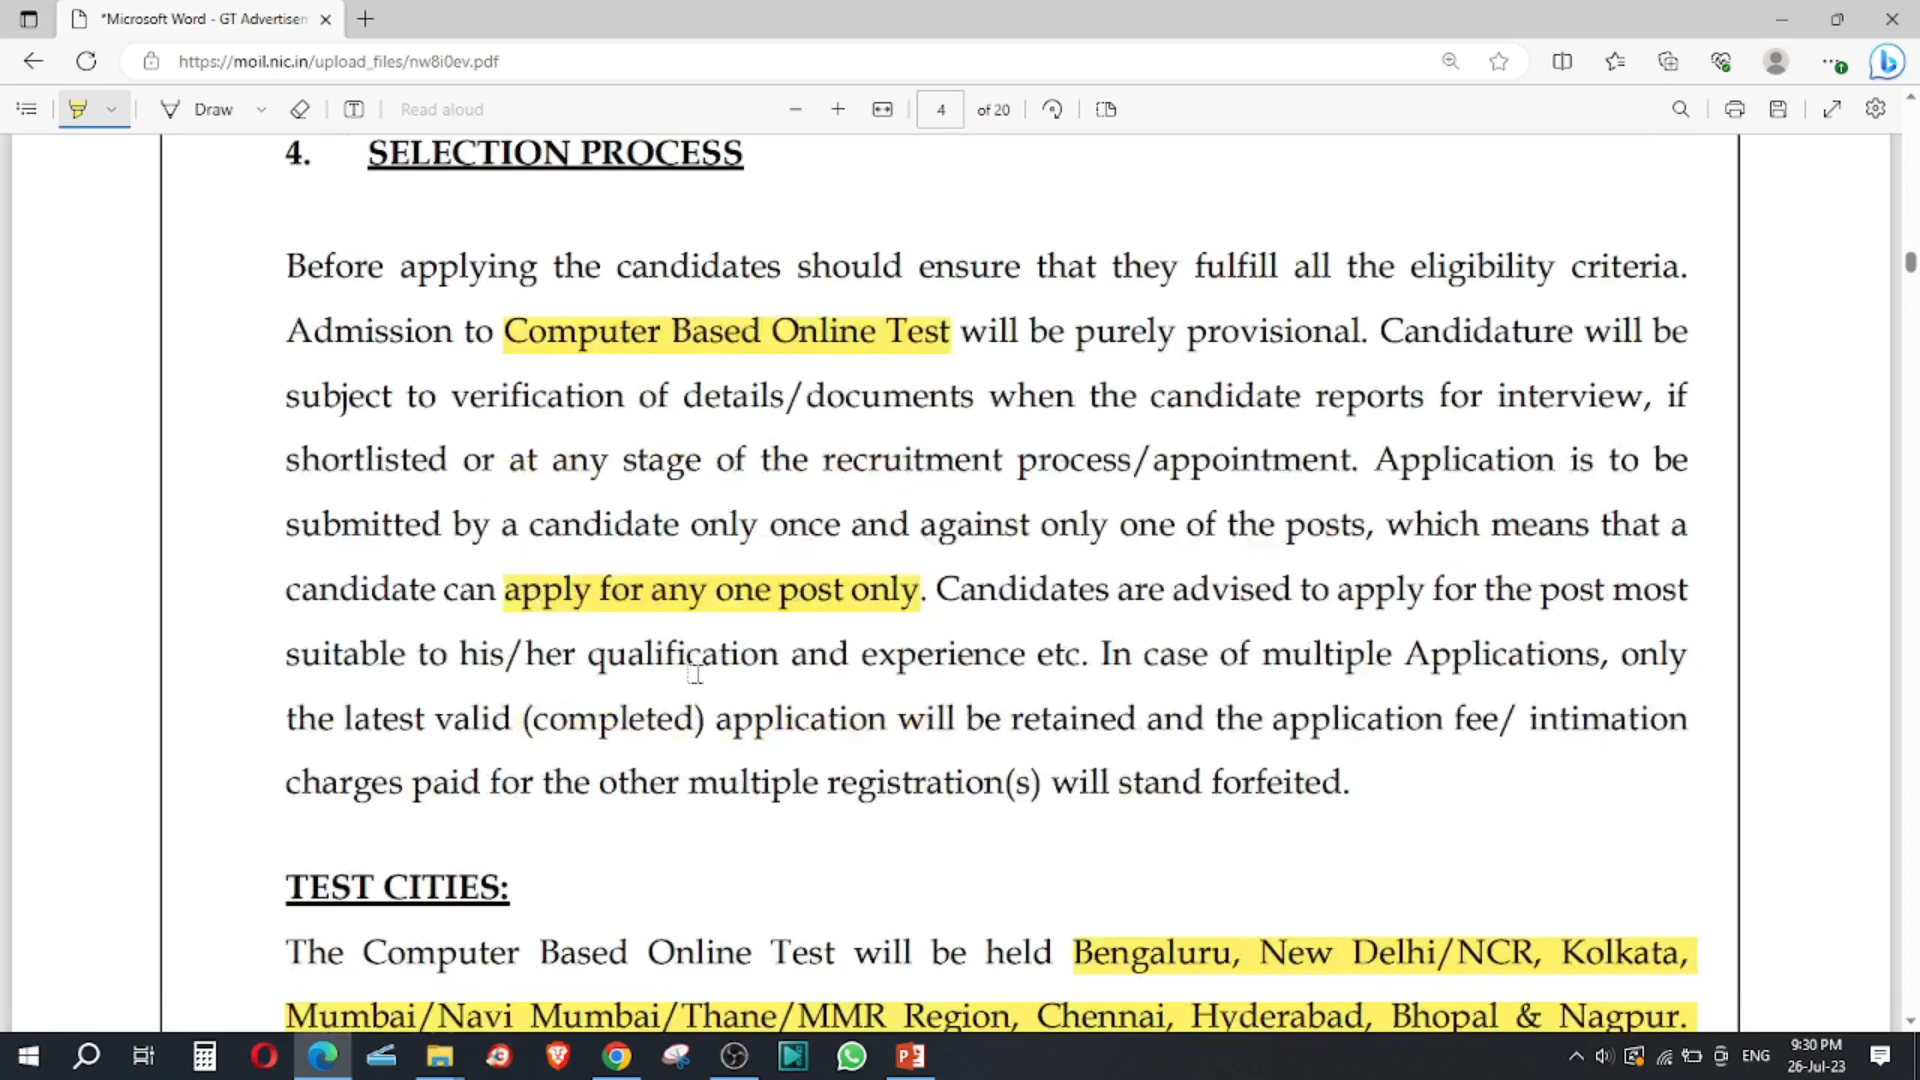 *Microsoft Word - GT Advertisem
https://moil.nic.in/upload_files/nw8i0ev.pdf
Draw
Read aloud
4
of 20
4. SELECTION PROCESS
Before applying the candidates should ensure that they fulfill all the eligibility criteria.
Admission to Computer Based Online Test will be purely provisional. Candidature will be
subject to verification of details/documents when the candidate reports for interview, if
shortlisted or at any stage of the recruitment process/appointment. Application is to be
submitted by a candidate only once and against only one of the posts, which means that a
candidate can apply for any one post only. Candidates are advised to apply for the post most
suitable to his/her qualification and experience etc. In case of multiple Applications, only
the latest valid (completed) application will be retained and the application fee/ intimation
charges paid for the other multiple registration(s) will stand forfeited.
TEST CITIES:
The Computer Based Online Test will be held Bengaluru, New Delhi/NCR, Kolkata,
Mumbai/Navi Mumbai/Thane/MMR Region, Chennai, Hyderabad, Bhopal & Nagpur.
ENG
9:30 PM
26-Jul-23